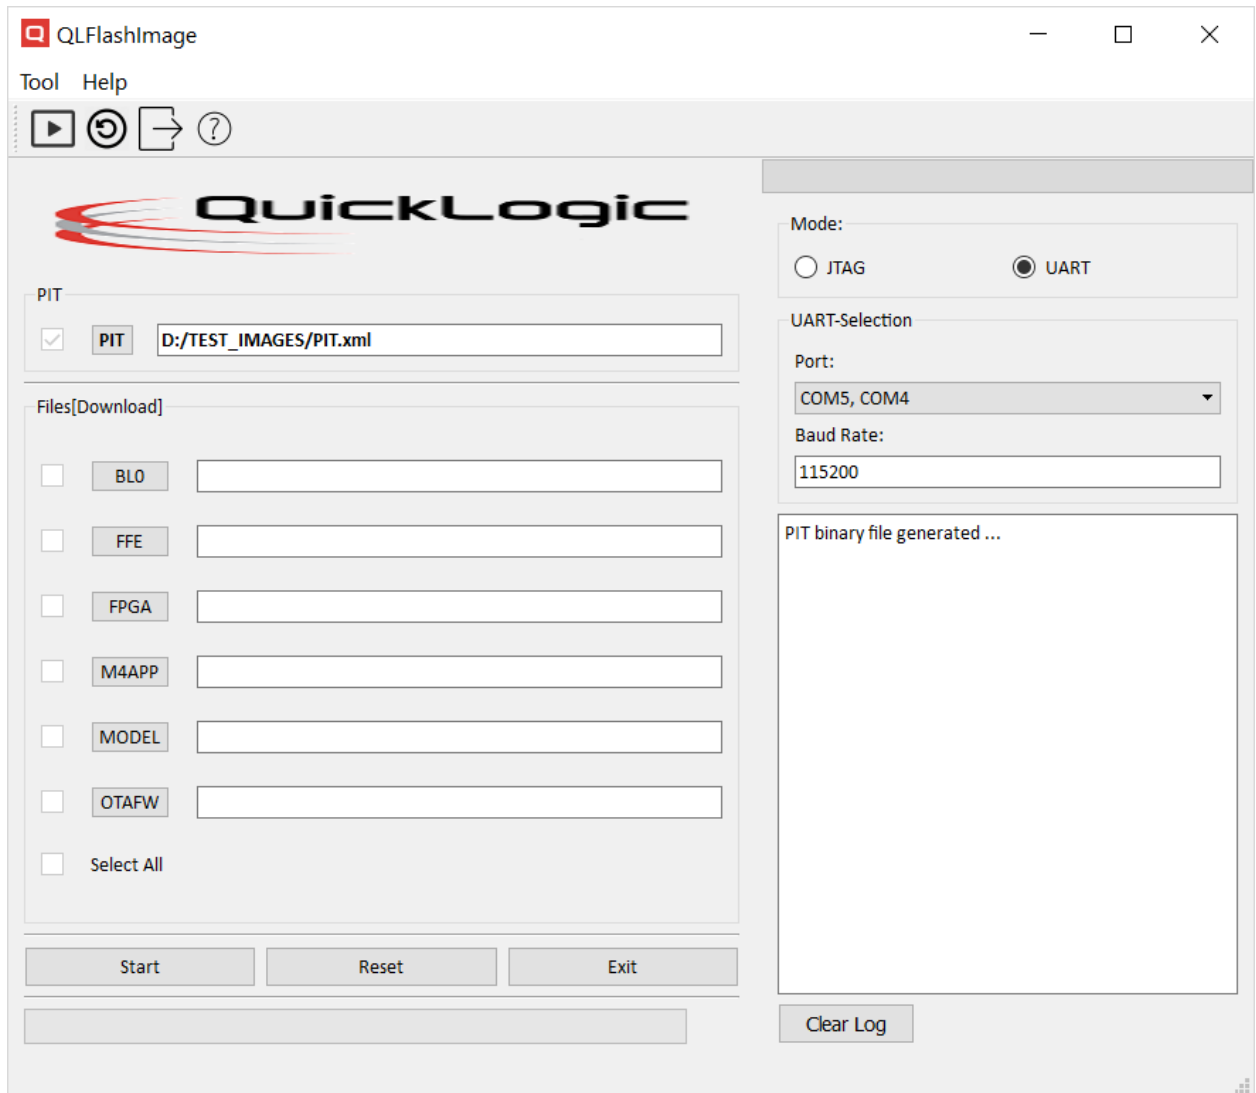 QLFlashImage
Tool Help
QuickLogic
PIT
PIT D:/TEST_IMAGES/PIT.xml
Files[Download]
BL0
FFE
FPGA
M4APP
MODEL
OTAFW
Select All
Start Reset Exit
Mode:
JTAG UART
UART-Selection
Port:
COM5, COM4
Baud Rate:
115200
PIT binary file generated ...
Clear Log